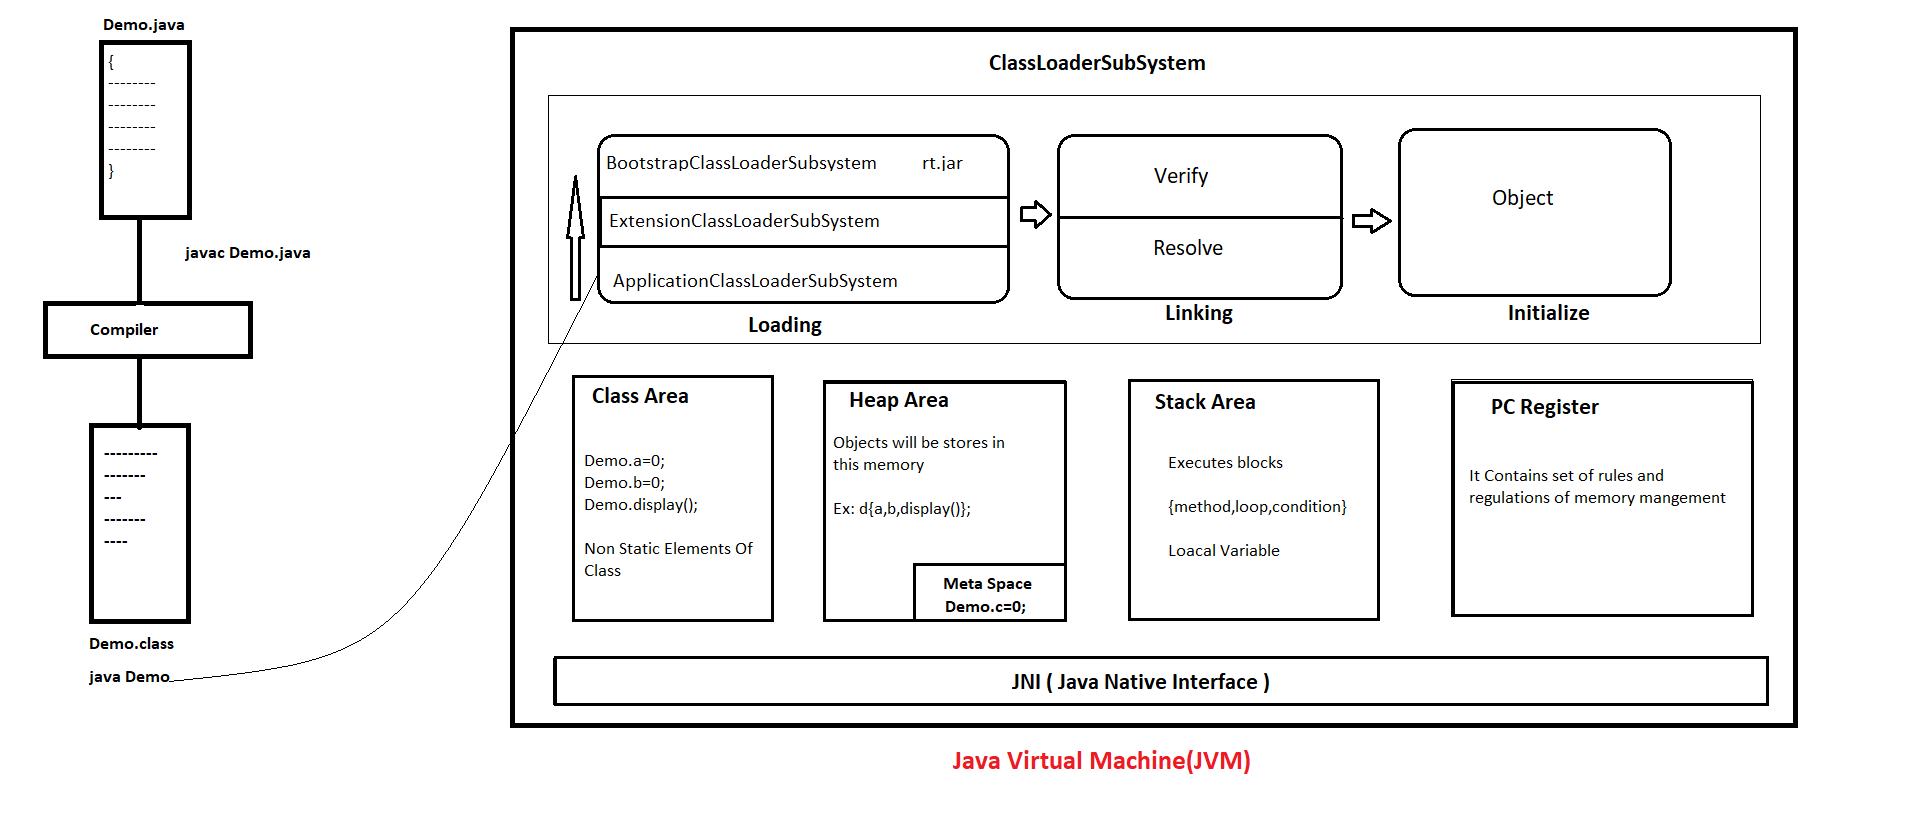 Demo.java
{
--------
--------
--------
--------
}
javac Demo.java
Compiler
---------
-------
---
-------
----
Demo.class
java Demo
ClassLoaderSubSystem
BootstrapClassLoaderSubsystem rt.jar
ExtensionClassLoaderSubSystem
ApplicationClassLoaderSubSystem
Loading
Verify
Resolve
Linking
Object
Initialize
Class Area
Demo.a=0;
Demo.b=0;
Demo.display();
Non Static Elements Of
Class
Heap Area
Objects will be stores in
this memory
Ex: d{a,b,display()};
Meta Space
Demo.c=0;
Stack Area
Executes blocks
{method,loop,condition}
Loacal Variable
PC Register
It Contains set of rules and
regulations of memory mangement
JNI ( Java Native Interface )
Java Virtual Machine(JVM)